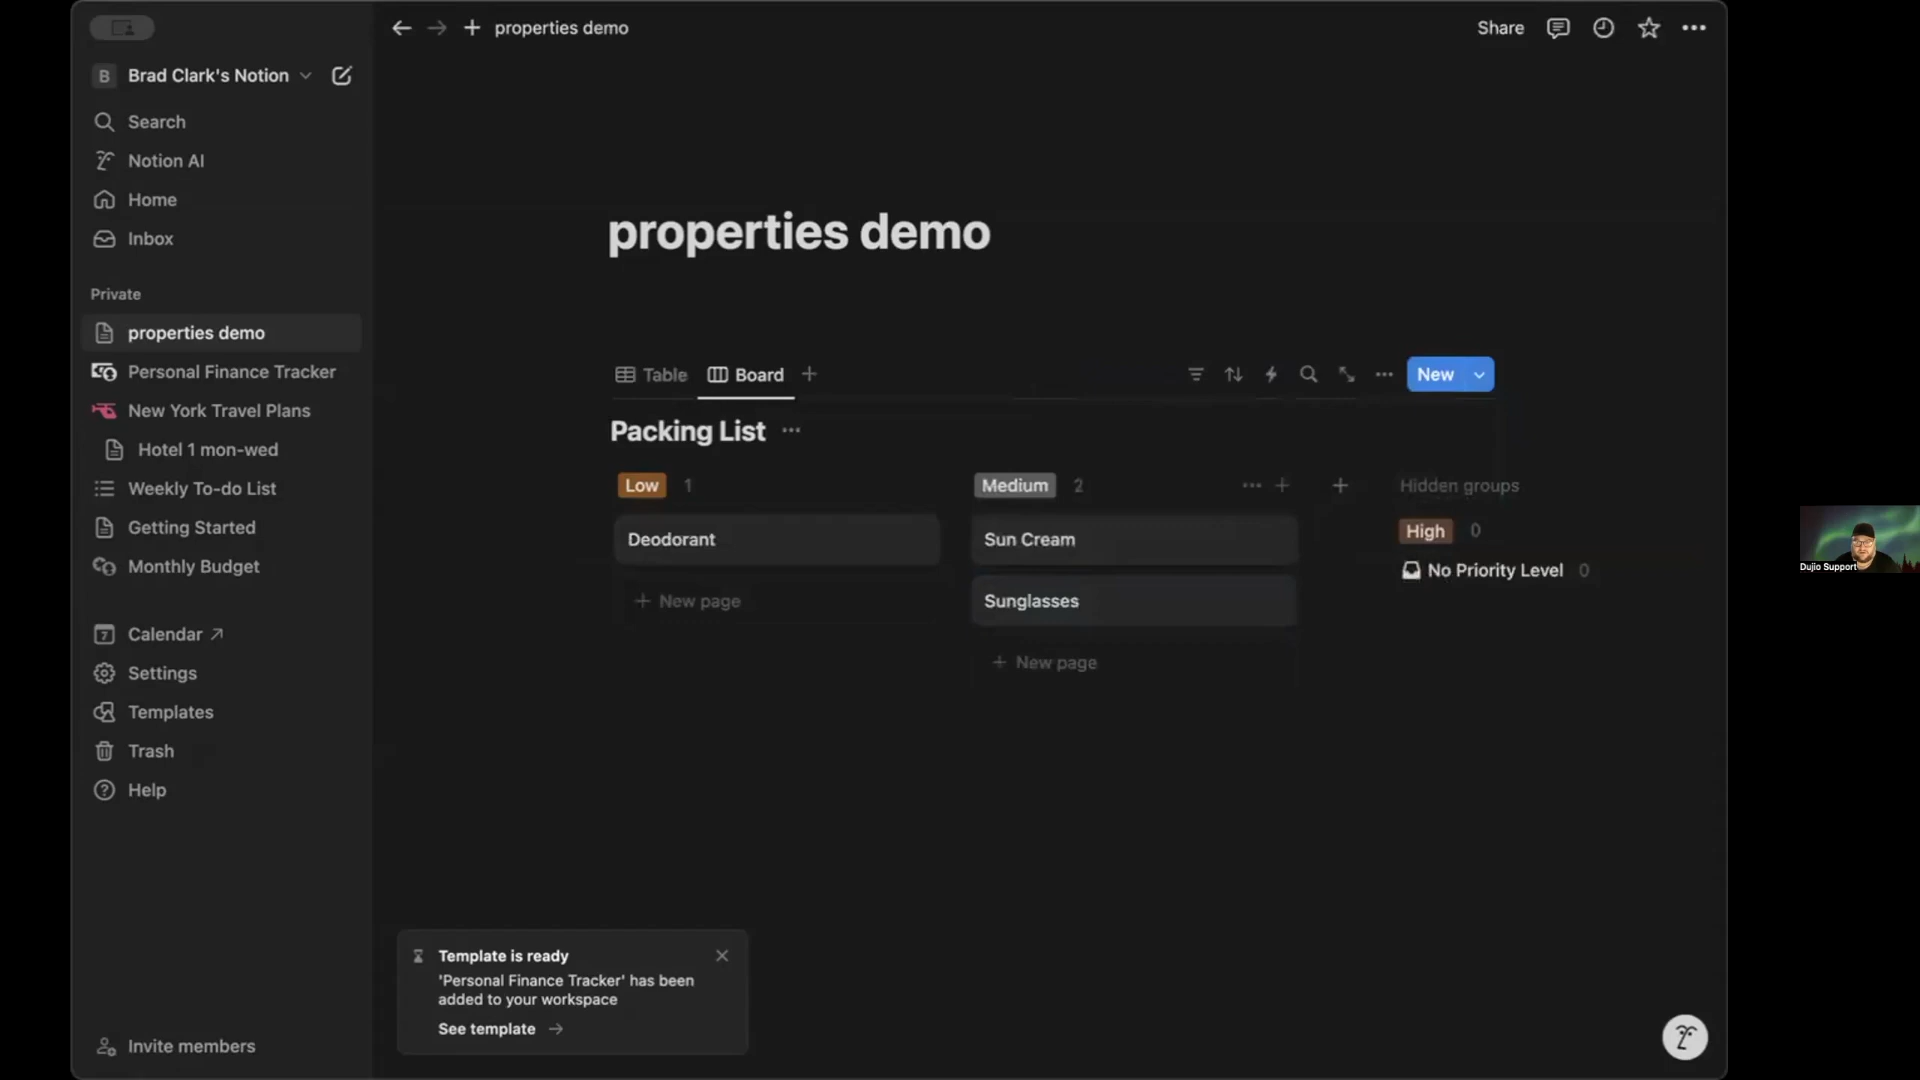 properties demo
Share
B Brad Clark's Notion
Search
Notion AI
Home
Inbox
Private
properties demo
Personal Finance Tracker
New York Travel Plans
Hotel 1 mon-wed
Weekly To-do List
Getting Started
Monthly Budget
7 Calendar ↗
Settings
Templates
Trash
Help
Invite members
properties demo
Table Board
New
Packing List
Low 1
Deodorant
+ New page
Medium 2
Sun Cream
Sunglasses
+ New page
Hidden groups
High 0
No Priority Level 0
Template is ready
'Personal Finance Tracker' has been
added to your workspace
See template →
Dujio Support